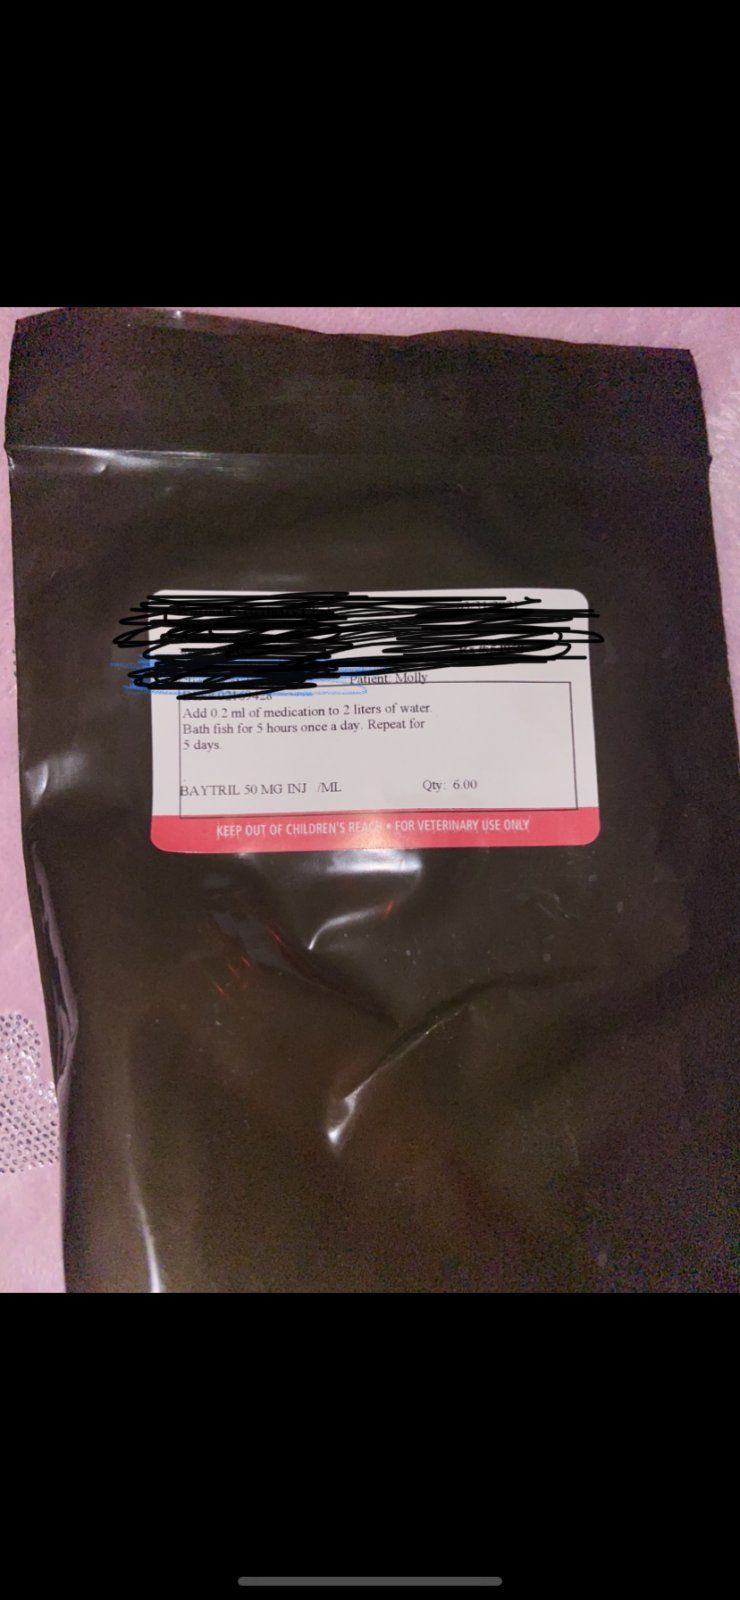 Patient: Molly
Add 0.2 ml of medication to 2 liters of water.
Bath fish for 5 hours once a day. Repeat for
5 days.
BAYTRIL 50 MG INJ /ML Qty: 6.00
KEEP OUT OF CHILDREN'S REACH • FOR VETERINARY USE ONLY